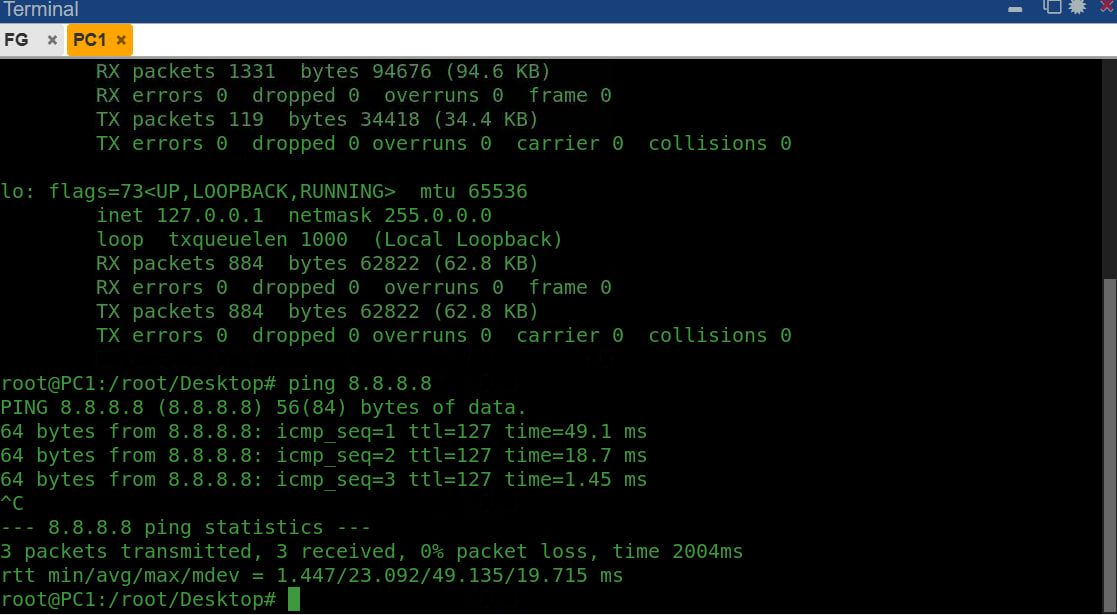 Terminal
FG × PC1 ×
RX packets 1331  bytes 94676 (94.6 KB)
RX errors 0  dropped 0  overruns 0  frame 0
TX packets 119  bytes 34418 (34.4 KB)
TX errors 0  dropped 0 overruns 0  carrier 0  collisions 0
lo: flags=73<UP,LOOPBACK,RUNNING>  mtu 65536
inet 127.0.0.1  netmask 255.0.0.0
loop  txqueuelen 1000  (Local Loopback)
RX packets 884  bytes 62822 (62.8 KB)
RX errors 0  dropped 0  overruns 0  frame 0
TX packets 884  bytes 62822 (62.8 KB)
TX errors 0  dropped 0 overruns 0  carrier 0  collisions 0
root@PC1:/root/Desktop# ping 8.8.8.8
PING 8.8.8.8 (8.8.8.8) 56(84) bytes of data.
64 bytes from 8.8.8.8: icmp_seq=1 ttl=127 time=49.1 ms
64 bytes from 8.8.8.8: icmp_seq=2 ttl=127 time=18.7 ms
64 bytes from 8.8.8.8: icmp_seq=3 ttl=127 time=1.45 ms
^C
--- 8.8.8.8 ping statistics ---
3 packets transmitted, 3 received, 0% packet loss, time 2004ms
rtt min/avg/max/mdev = 1.447/23.092/49.135/19.715 ms
root@PC1:/root/Desktop#